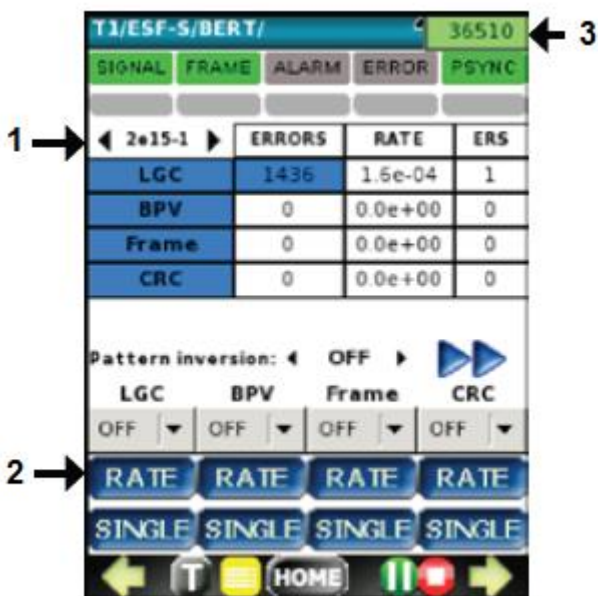 T1/ESF-S/BERT/ 36510 3
SIGNAL FRAME ALARM ERROR PSYNC
1 2e15-1 ERRORS RATE ERS
LGC 1436 1.6e-04 1
BPV 0 0.0e+00 0
Frame 0 0.0e+00 0
CRC 0 0.0e+00 0
Pattern inversion: OFF
LGC BPV Frame CRC
OFF OFF OFF OFF
2 RATE RATE RATE RATE
SINGLE SINGLE SINGLE SINGLE
T HOME